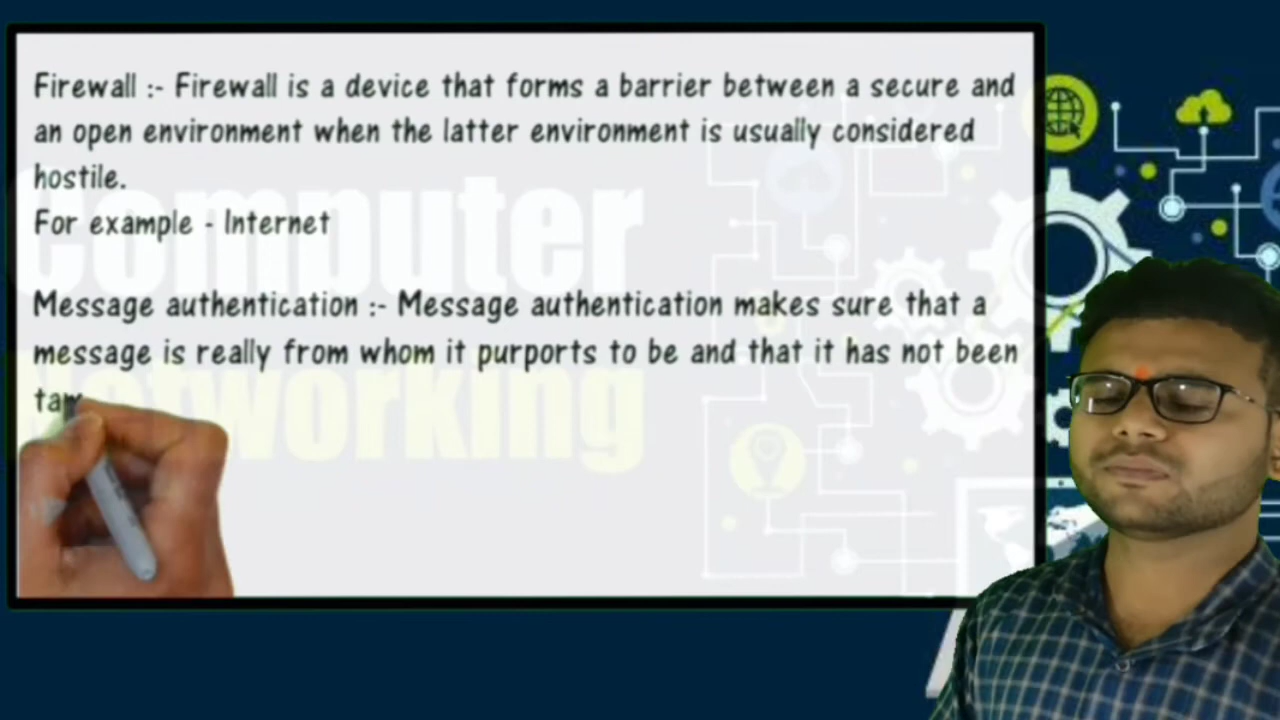 Firewall :- Firewall is a device that forms a barrier between a secure and
an open environment when the latter environment is usually considered
hostile.
For example - Internet
Message authentication :- Message authentication makes sure that a
message is really from whom it purports to be and that it has not been
Computer
Networking